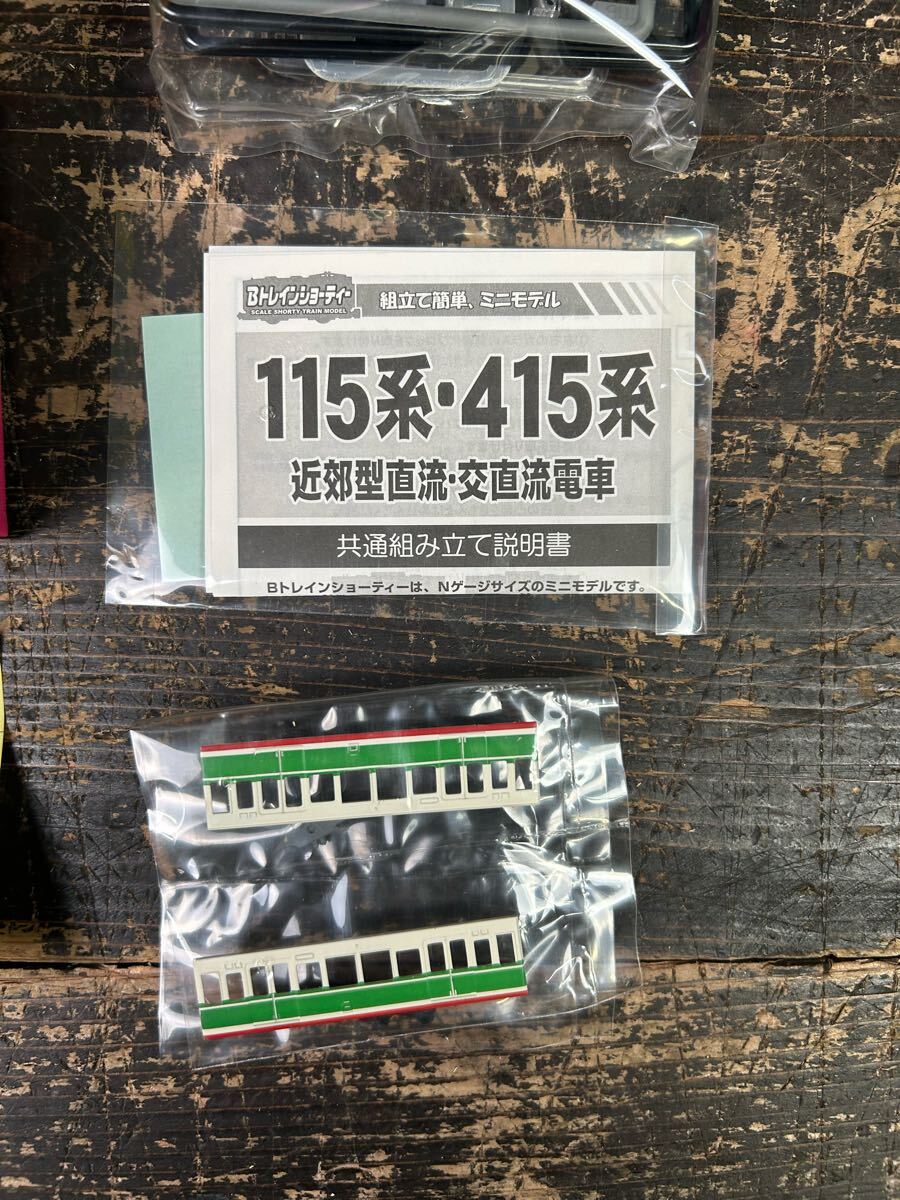 Bトレインショーティー
SCALE SHORTY TRAIN MODEL
組立て簡単、ミニモデル
115系・415系
近郊型直流・交直流電車
共通組み立て説明書
Bトレインショーティーは、Nゲージサイズのミニモデルです。